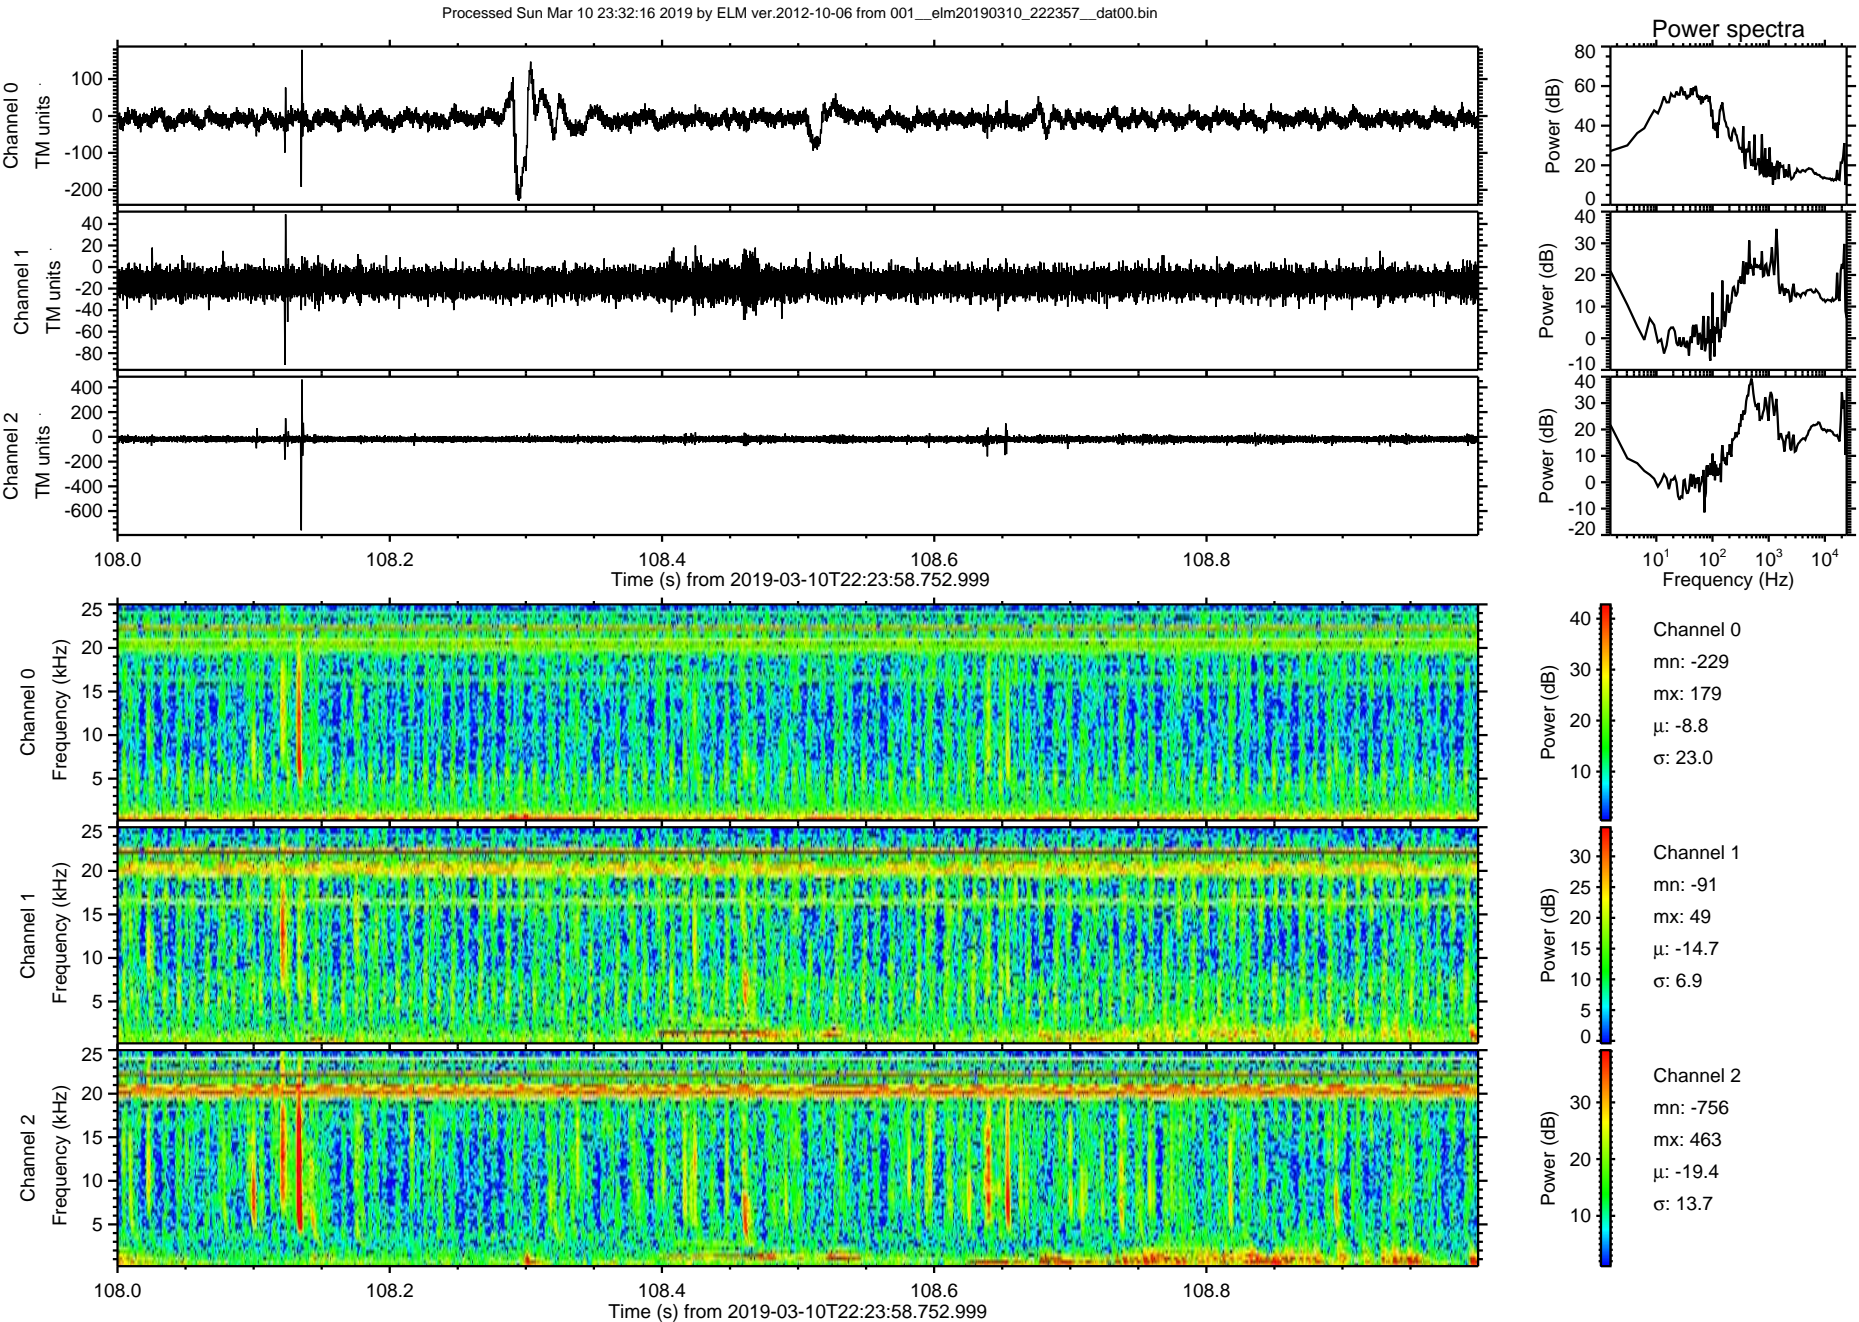 Processed Sun Mar 10 23:32:16 2019 by ELM ver.2012-10-06 from 001__elm20190310_222357__dat00.bin
Power spectra
Channel 0
TM units
100
0
-100
-200
Power (dB)
80
60
40
20
0
Channel 1
TM units
40
20
0
-20
-40
-60
-80
Power (dB)
40
30
20
10
0
-10
Channel 2
TM units
400
200
0
-200
-400
-600
Power (dB)
40
30
20
10
0
-10
-20
108.0 108.2 108.4 108.6 108.8
Time (s) from 2019-03-10T22:23:58.752.999
10¹ 10² 10³ 10⁴
Frequency (Hz)
Channel 0
Frequency (kHz)
25
20
15
10
5
Power (dB)
40
30
20
10
Channel 0
mn: -229
mx: 179
µ: -8.8
σ: 23.0
Channel 1
Frequency (kHz)
25
20
15
10
5
Power (dB)
30
25
20
15
10
5
0
Channel 1
mn: -91
mx: 49
µ: -14.7
σ: 6.9
Channel 2
Frequency (kHz)
25
20
15
10
5
Power (dB)
30
20
10
Channel 2
mn: -756
mx: 463
µ: -19.4
σ: 13.7
108.0 108.2 108.4 108.6 108.8
Time (s) from 2019-03-10T22:23:58.752.999